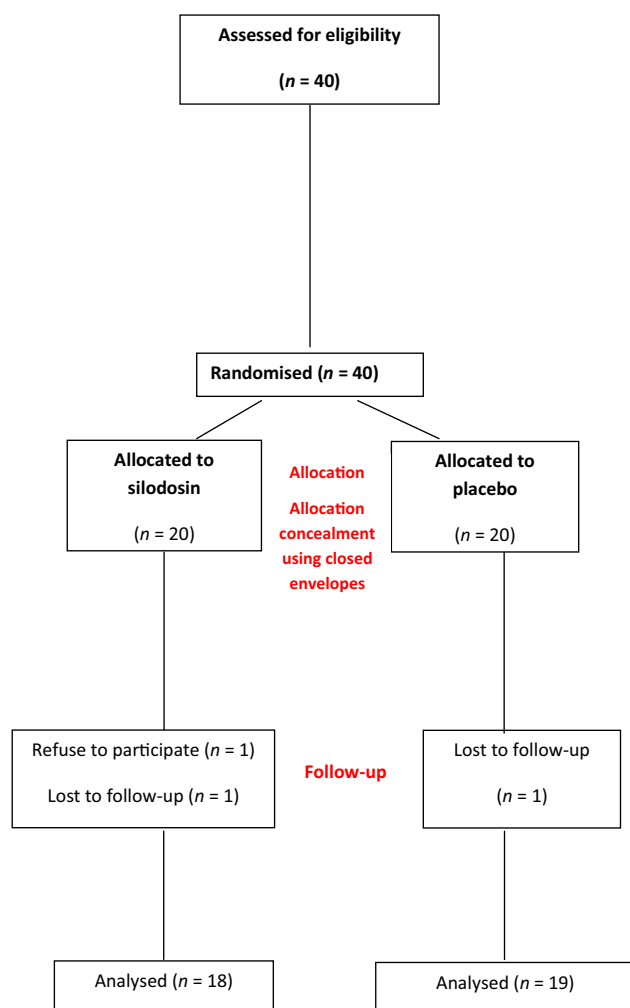 Assessed for eligibility
(n = 40)
Randomised (n = 40)
Allocated to
silodosin
(n = 20)
Allocation
Allocation
concealment
using closed
envelopes
Allocated to
placebo
(n = 20)
Refuse to participate (n = 1)
Lost to follow-up (n = 1)
Follow-up
Lost to follow-up
(n = 1)
Analysed (n = 18)
Analysed (n = 19)